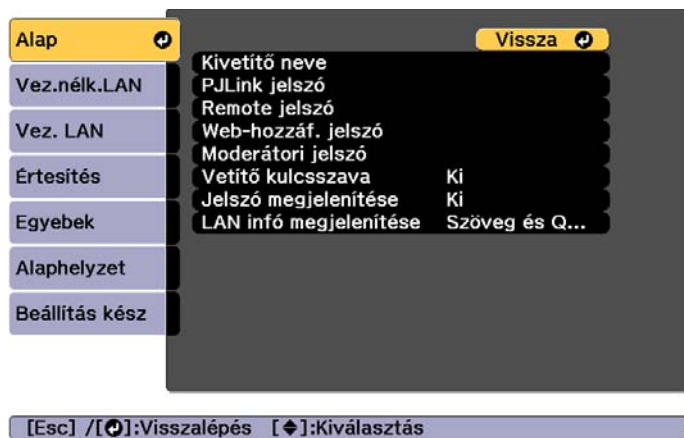 Alap
Vissza
Kivetítő neve
PJLink jelszó
Remote jelszó
Web-hozzáf. jelszó
Moderátori jelszó
Vetítő kulcsszava Ki
Jelszó megjelenítése Ki
LAN infó megjelenítése Szöveg és Q...
Vez.nélk.LAN
Vez. LAN
Értesítés
Egyebek
Alaphelyzet
Beállítás kész
[Esc] /[ ]:Visszalépés [ ]:Kiválasztás